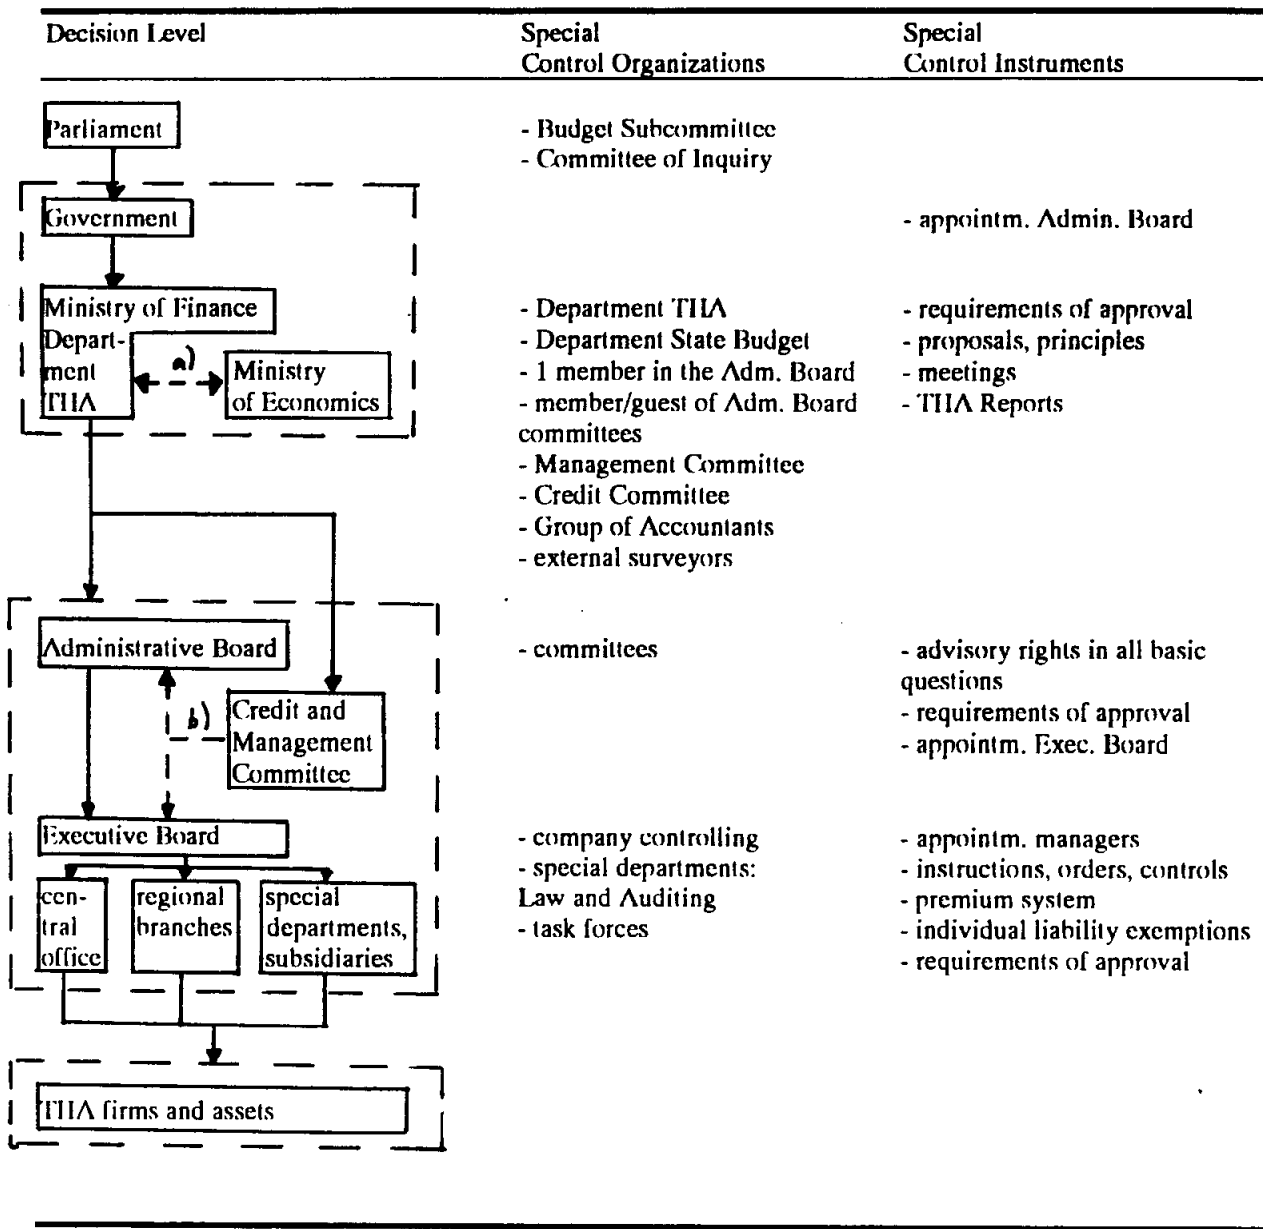 Decision Level
Special
Control Organizations
Special
Control Instruments
Parliament
- Budget Subcommittee
- Committee of Inquiry
Government
- appointm. Admin. Board
Ministry of Finance
Depart-
ment
THA
a)
Ministry
of Economics
- Department THA
- Department State Budget
- 1 member in the Adm. Board
- member/guest of Adm. Board
committees
- Management Committee
- Credit Committee
- Group of Accountants
- external surveyors
- requirements of approval
- proposals, principles
- meetings
- THA Reports
Administrative Board
- committees
- advisory rights in all basic
questions
- requirements of approval
- appointm. Exec. Board
b)
Credit and
Management
Committee
Executive Board
- company controlling
- special departments:
Law and Auditing
- task forces
- appointm. managers
- instructions, orders, controls
- premium system
- individual liability exemptions
- requirements of approval
cen-
tral
office
regional
branches
special
departments,
subsidiaries
THA firms and assets